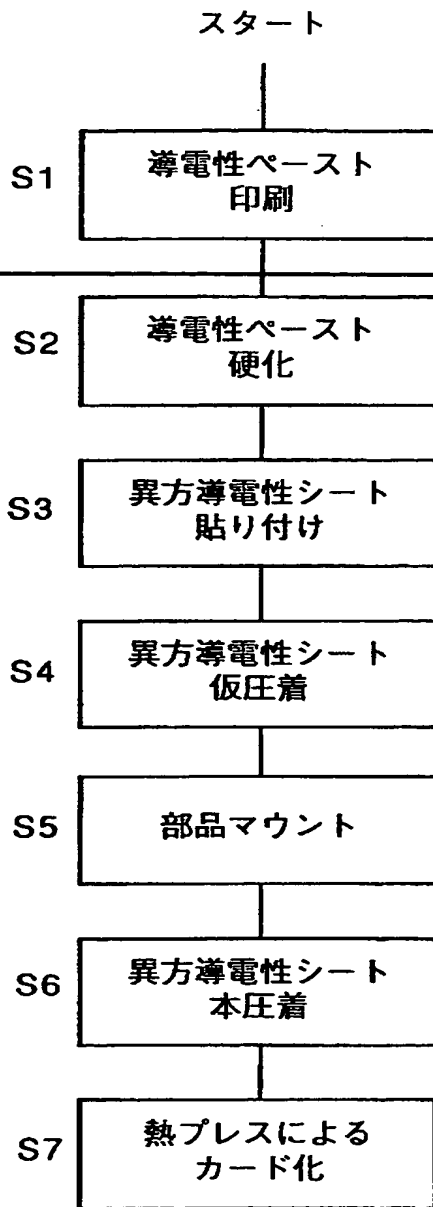 スタート
S1
導電性ペースト
印刷
S2
導電性ペースト
硬化
S3
異方導電性シート
貼り付け
S4
異方導電性シート
仮圧着
S5
部品マウント
S6
異方導電性シート
本圧着
S7
熱プレスによる
カード化